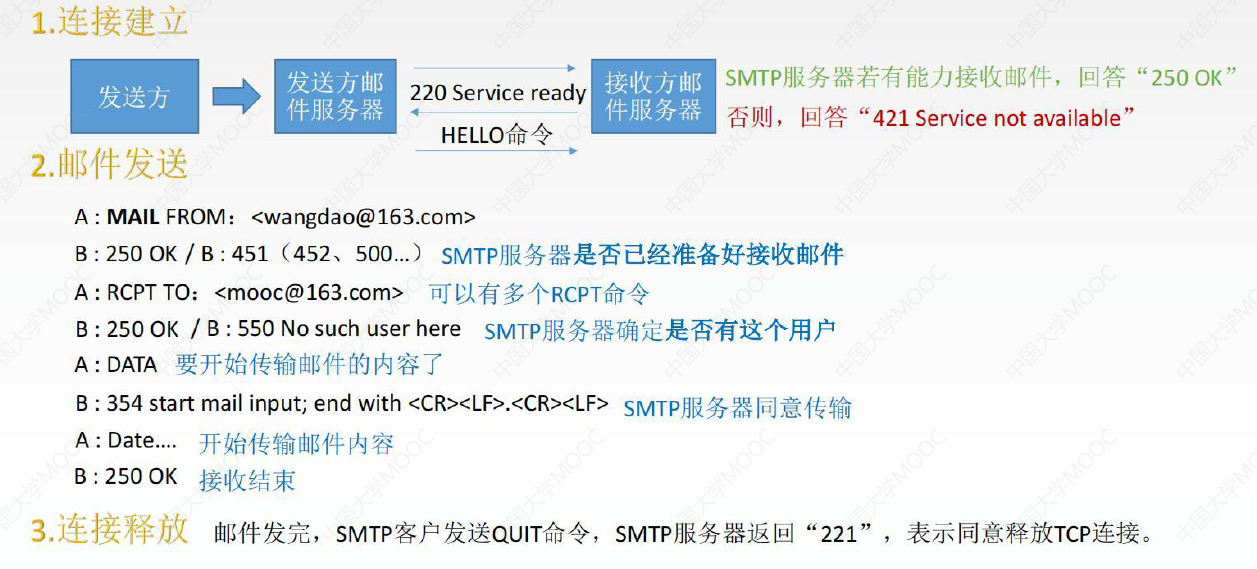 1.连接建立
发送方
发送方邮
件服务器
220 Service ready
HELLO命令
接收方邮
件服务器
SMTP服务器若有能力接收邮件，回答“250 OK”
否则，回答“421 Service not available”
2.邮件发送
A : MAIL FROM：<wangdao@163.com>
B : 250 OK / B : 451（452、500…） SMTP服务器是否已经准备好接收邮件
A : RCPT TO：<mooc@163.com> 可以有多个RCPT命令
B : 250 OK / B : 550 No such user here SMTP服务器确定是否有这个用户
A : DATA 要开始传输邮件的内容了
B : 354 start mail input; end with <CR><LF>.<CR><LF> SMTP服务器同意传输
A : Date.... 开始传输邮件内容
B : 250 OK 接收结束
3.连接释放 邮件发完，SMTP客户发送QUIT命令，SMTP服务器返回“221”，表示同意释放TCP连接。
中国大学MOOC